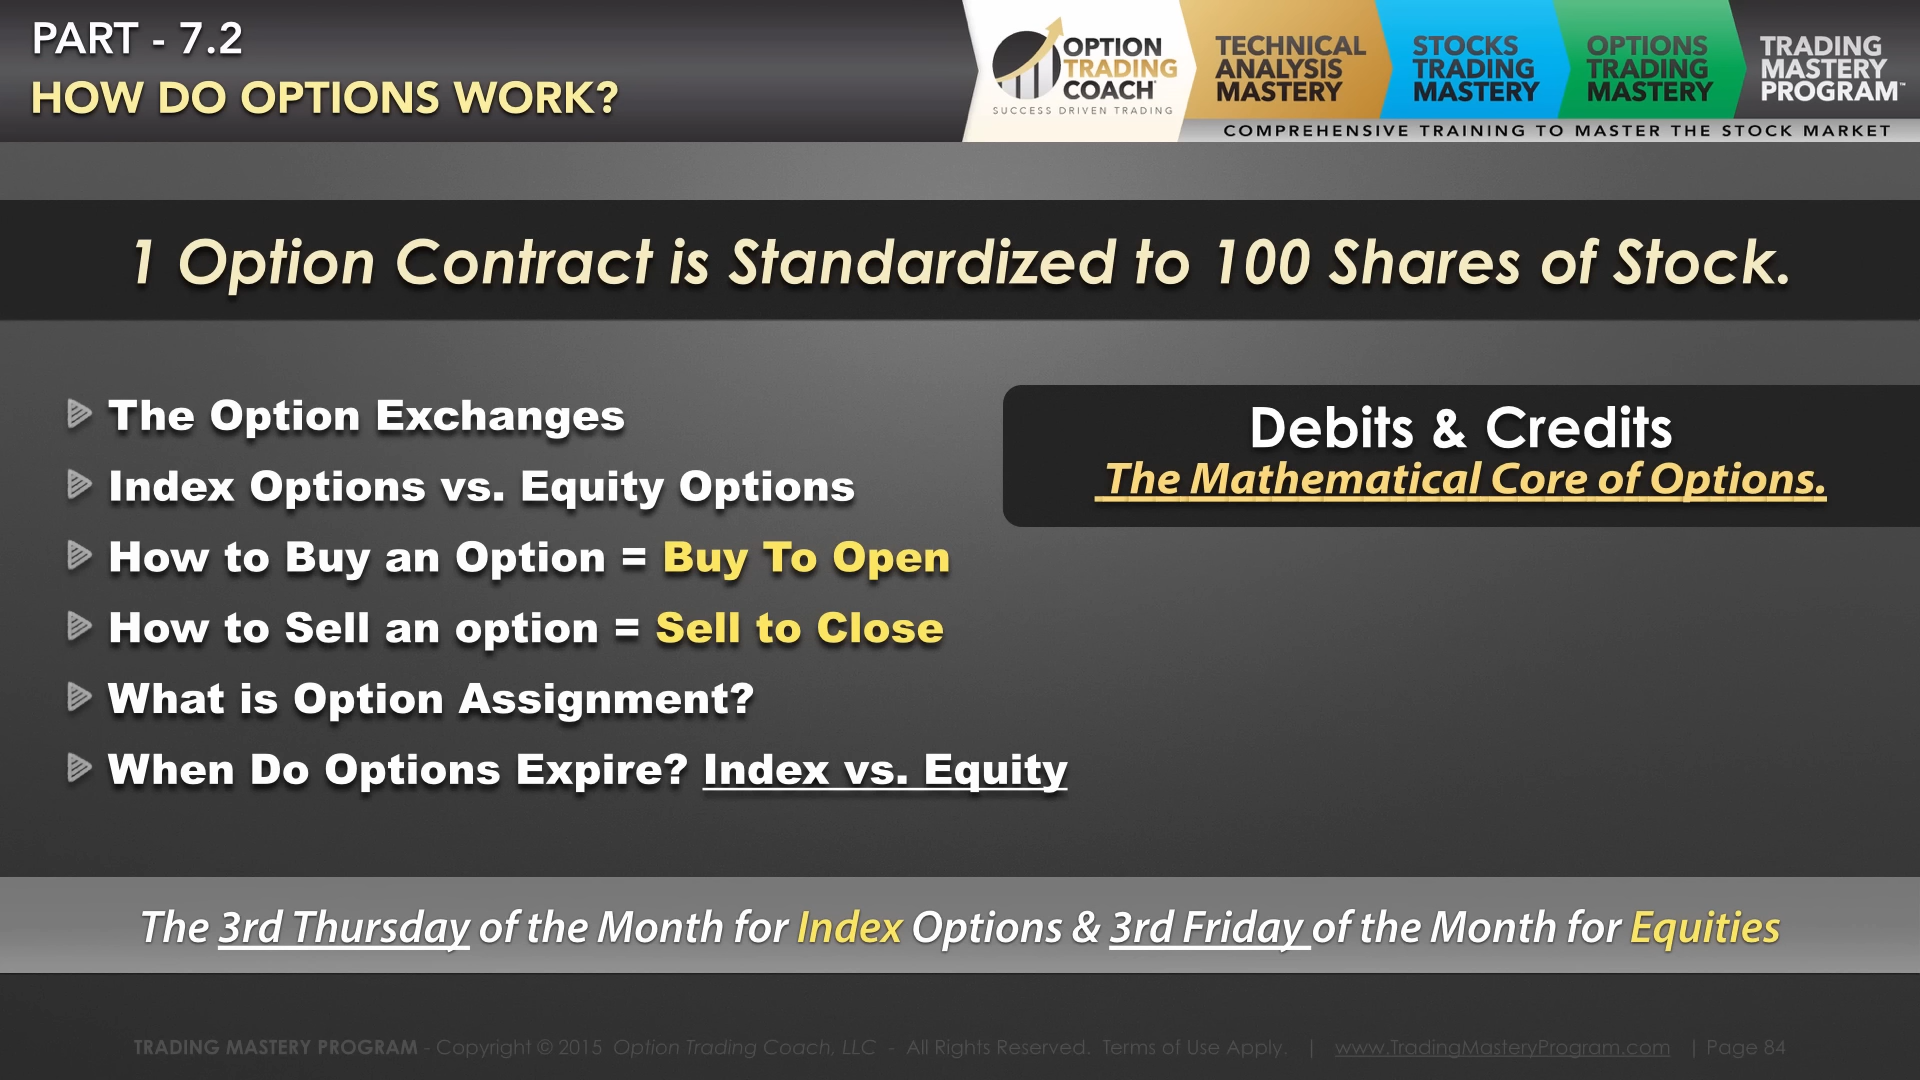 PART - 7.2
HOW DO OPTIONS WORK?
OPTION
TRADING
COACH
SUCCESS DRIVEN TRADING
TECHNICAL
ANALYSIS
MASTERY
STOCKS
TRADING
MASTERY
OPTIONS
TRADING
MASTERY
TRADING
MASTERY
PROGRAM™
COMPREHENSIVE TRAINING TO MASTER THE STOCK MARKET
1 Option Contract is Standardized to 100 Shares of Stock.
The Option Exchanges
Index Options vs. Equity Options
How to Buy an Option = Buy To Open
How to Sell an option = Sell to Close
What is Option Assignment?
When Do Options Expire? Index vs. Equity
Debits & Credits
The Mathematical Core of Options.
The 3rd Thursday of the Month for Index Options & 3rd Friday of the Month for Equities
TRADING MASTERY PROGRAM - Copyright © 2015 Option Trading Coach, LLC - All Rights Reserved. Terms of Use Apply. | www.TradingMasteryProgram.com | Page 84